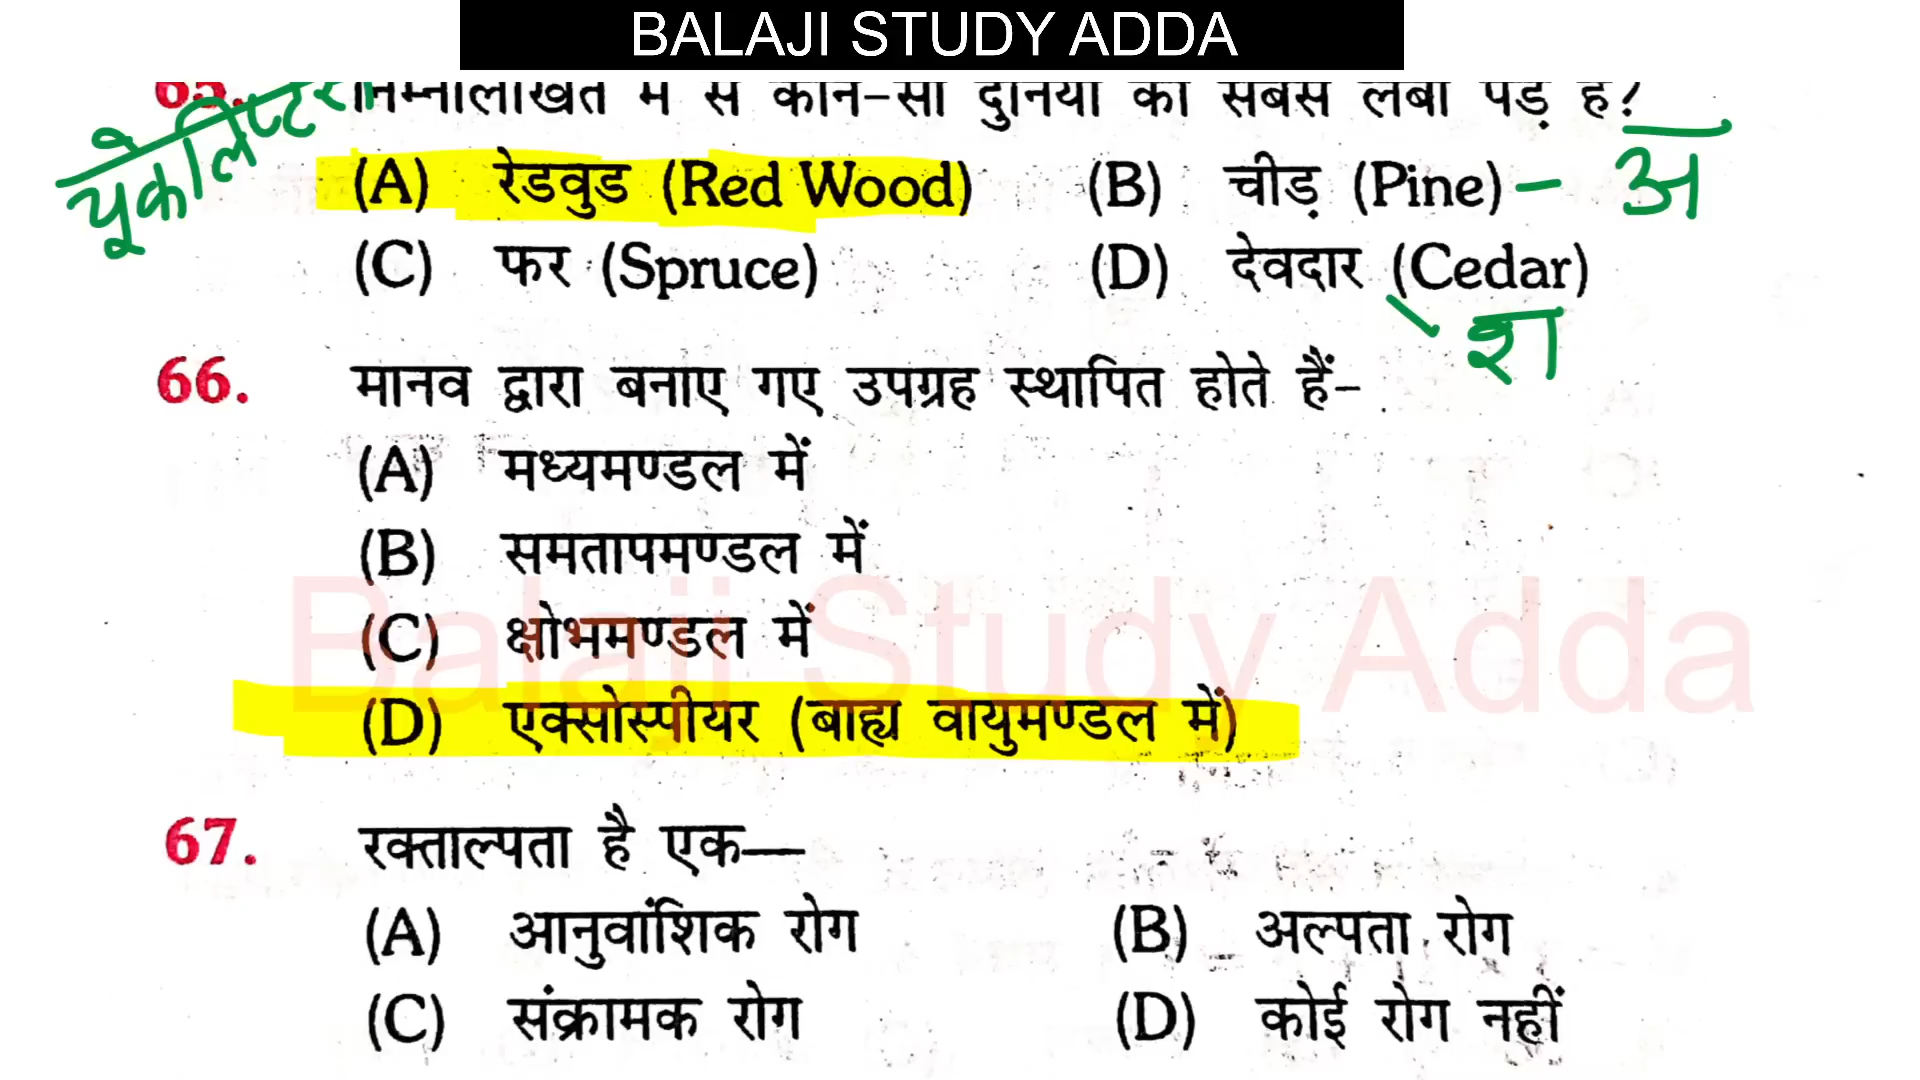 BALAJI STUDY ADDA
65. निम्नलिखित में से कौन-सा दुनिया का सबसे लंबा पेड़ है?
(A) रेडवुड (Red Wood) (B) चीड़ (Pine) – अ
(C) फर (Spruce) (D) देवदार (Cedar)
श
66. मानव द्वारा बनाए गए उपग्रह स्थापित होते हैं-
(A) मध्यमण्डल में
(B) समतापमण्डल में
(C) क्षोभमण्डल में
(D) एक्सोस्पीयर (बाह्य वायुमण्डल में)
67. रक्ताल्पता है एक—
(A) आनुवांशिक रोग (B) अल्पता रोग
(C) संक्रामक रोग (D) कोई रोग नहीं
Balaji Study Adda